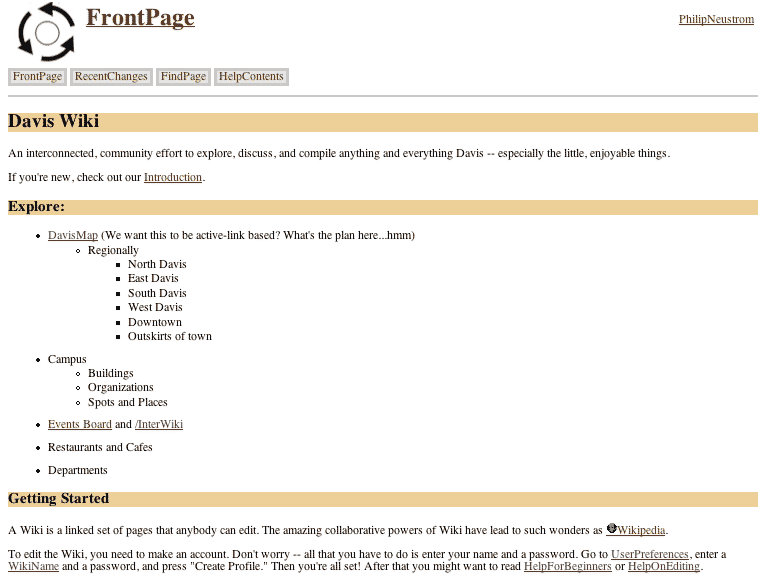 FrontPage
PhilipNeustrom
FrontPage RecentChanges FindPage HelpContents
Davis Wiki
An interconnected, community effort to explore, discuss, and compile anything and everything Davis -- especially the little, enjoyable things.
If you're new, check out our Introduction.
Explore:
DavisMap (We want this to be active-link based? What's the plan here...hmm)
Regionally
North Davis
East Davis
South Davis
West Davis
Downtown
Outskirts of town
Campus
Buildings
Organizations
Spots and Places
Events Board and /InterWiki
Restaurants and Cafes
Departments
Getting Started
A Wiki is a linked set of pages that anybody can edit. The amazing collaborative powers of Wiki have lead to such wonders as Wikipedia.
To edit the Wiki, you need to make an account. Don't worry -- all that you have to do is enter your name and a password. Go to UserPreferences, enter a
WikiName and a password, and press "Create Profile." Then you're all set! After that you might want to read HelpForBeginners or HelpOnEditing.